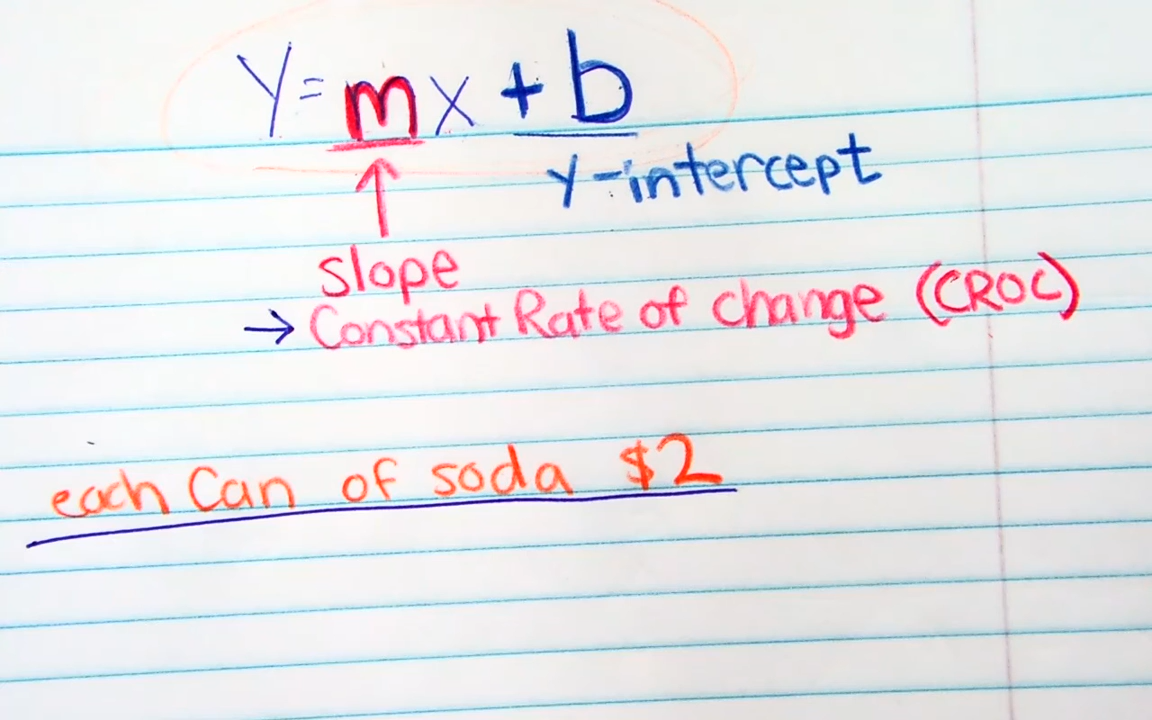 Y=mx + b
y-intercept
slope
→ Constant Rate of change (CROC)
each Can of soda $2